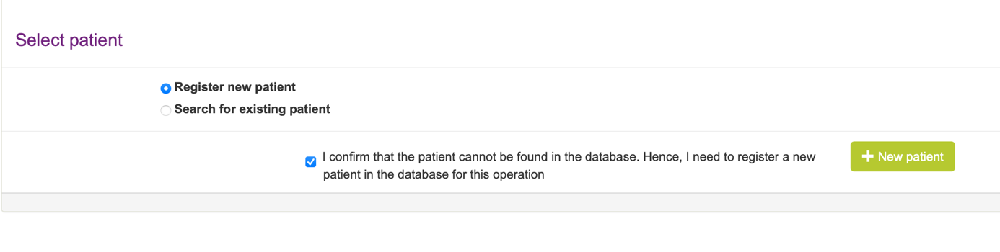 Select patient
Register new patient
Search for existing patient
I confirm that the patient cannot be found in the database. Hence, I need to register a new
patient in the database for this operation
New patient